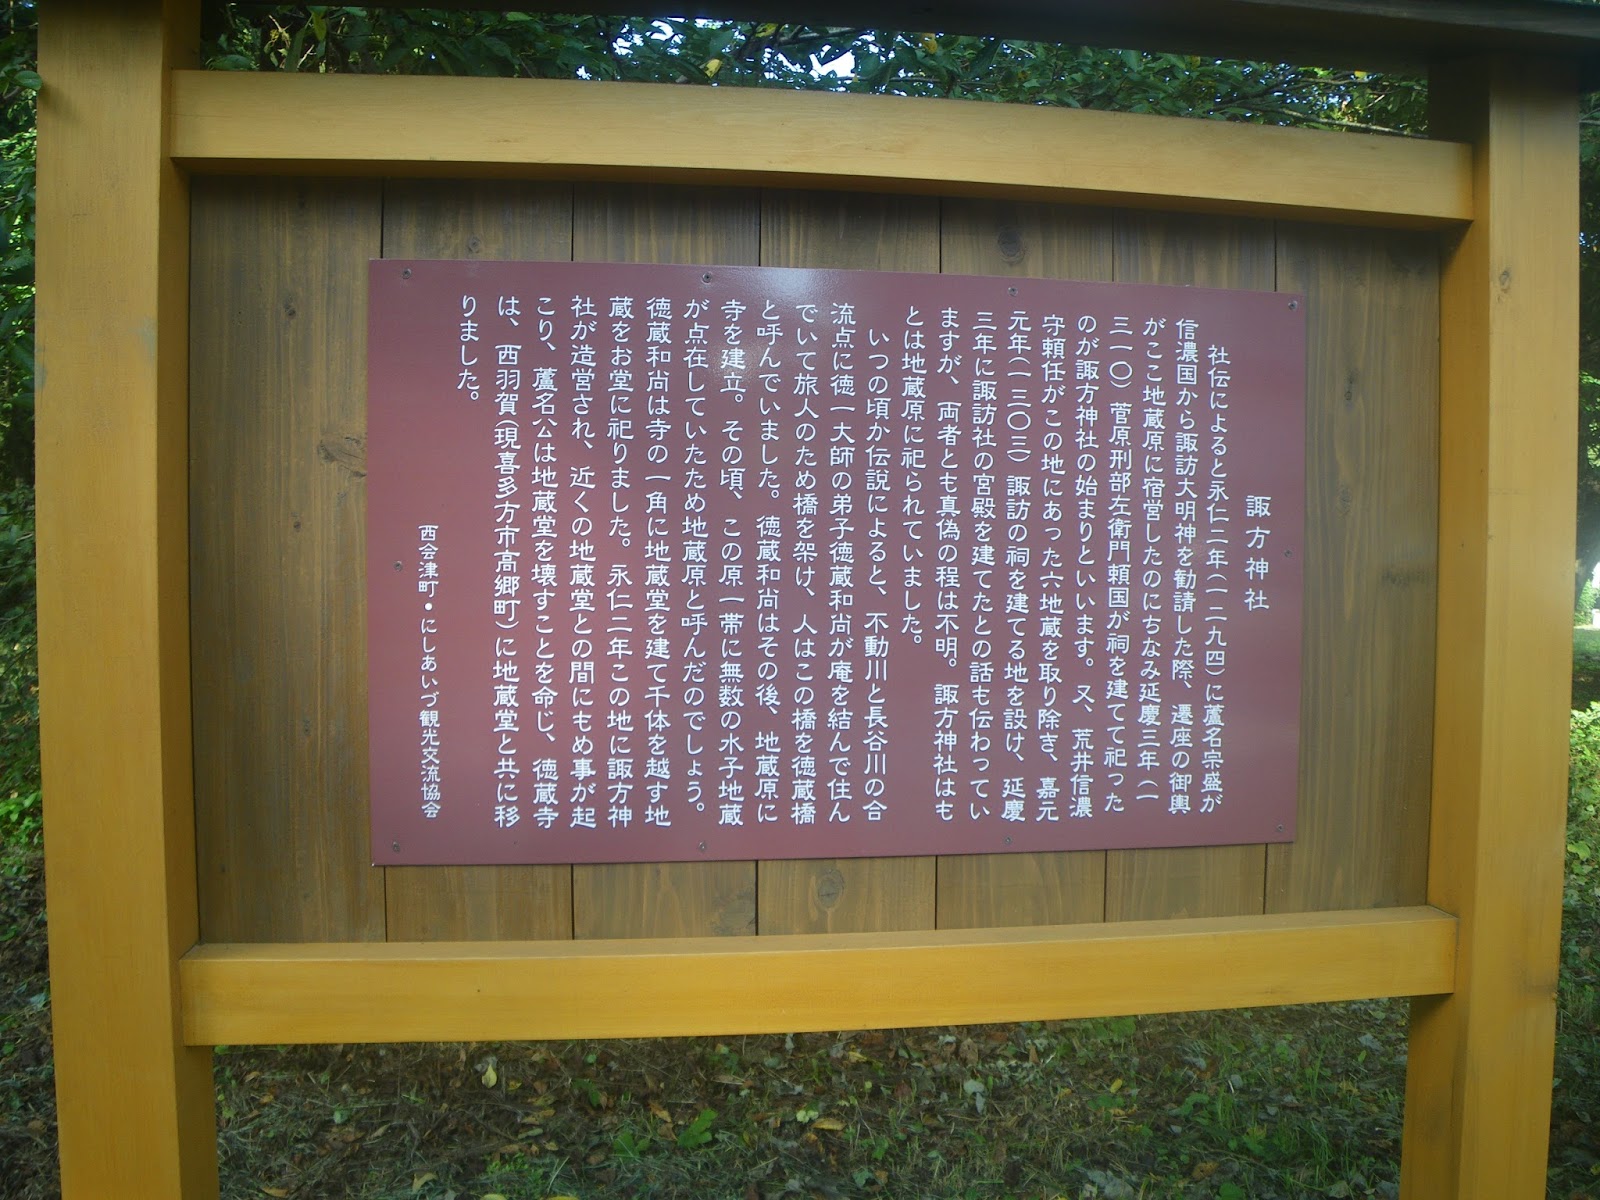 諏方神社
社伝によると永仁二年(一二九四)に蘆名宗盛が
信濃国から諏訪大明神を勧請した際、遷座の御輿
がここ地蔵原に宿営したのにちなみ延慶三年(一
三一〇)菅原刑部左衛門頼国が祠を建てて祀った
のが諏方神社の始まりといいます。又、荒井信濃
守頼任がこの地にあった六地蔵を取り除き、嘉元
元年(一三〇三)諏訪の祠を建てる地を設け、延慶
三年に諏訪社の宮殿を建てたとの話も伝わってい
ますが、両者とも真偽の程は不明。諏方神社はも
とは地蔵原に祀られていました。
いつの頃か伝説によると、不動川と長谷川の合
流点に徳一大師の弟子徳蔵和尚が庵を結んで住ん
でいて旅人のため橋を架け、人はこの橋を徳蔵橋
と呼んでいました。徳蔵和尚はその後、地蔵原に
寺を建立。その頃、この原一帯に無数の水子地蔵
が点在していたため地蔵原と呼んだのでしょう。
徳蔵和尚は寺の一角に地蔵堂を建て千体を越す地
蔵をお堂に祀りました。永仁二年この地に諏方神
社が造営され、近くの地蔵堂との間にもめ事が起
こり、蘆名公は地蔵堂を壊すことを命じ、徳蔵寺
は、西羽賀(現喜多方市高郷町)に地蔵堂と共に移
りました。
西会津町・にしあいづ観光交流協会